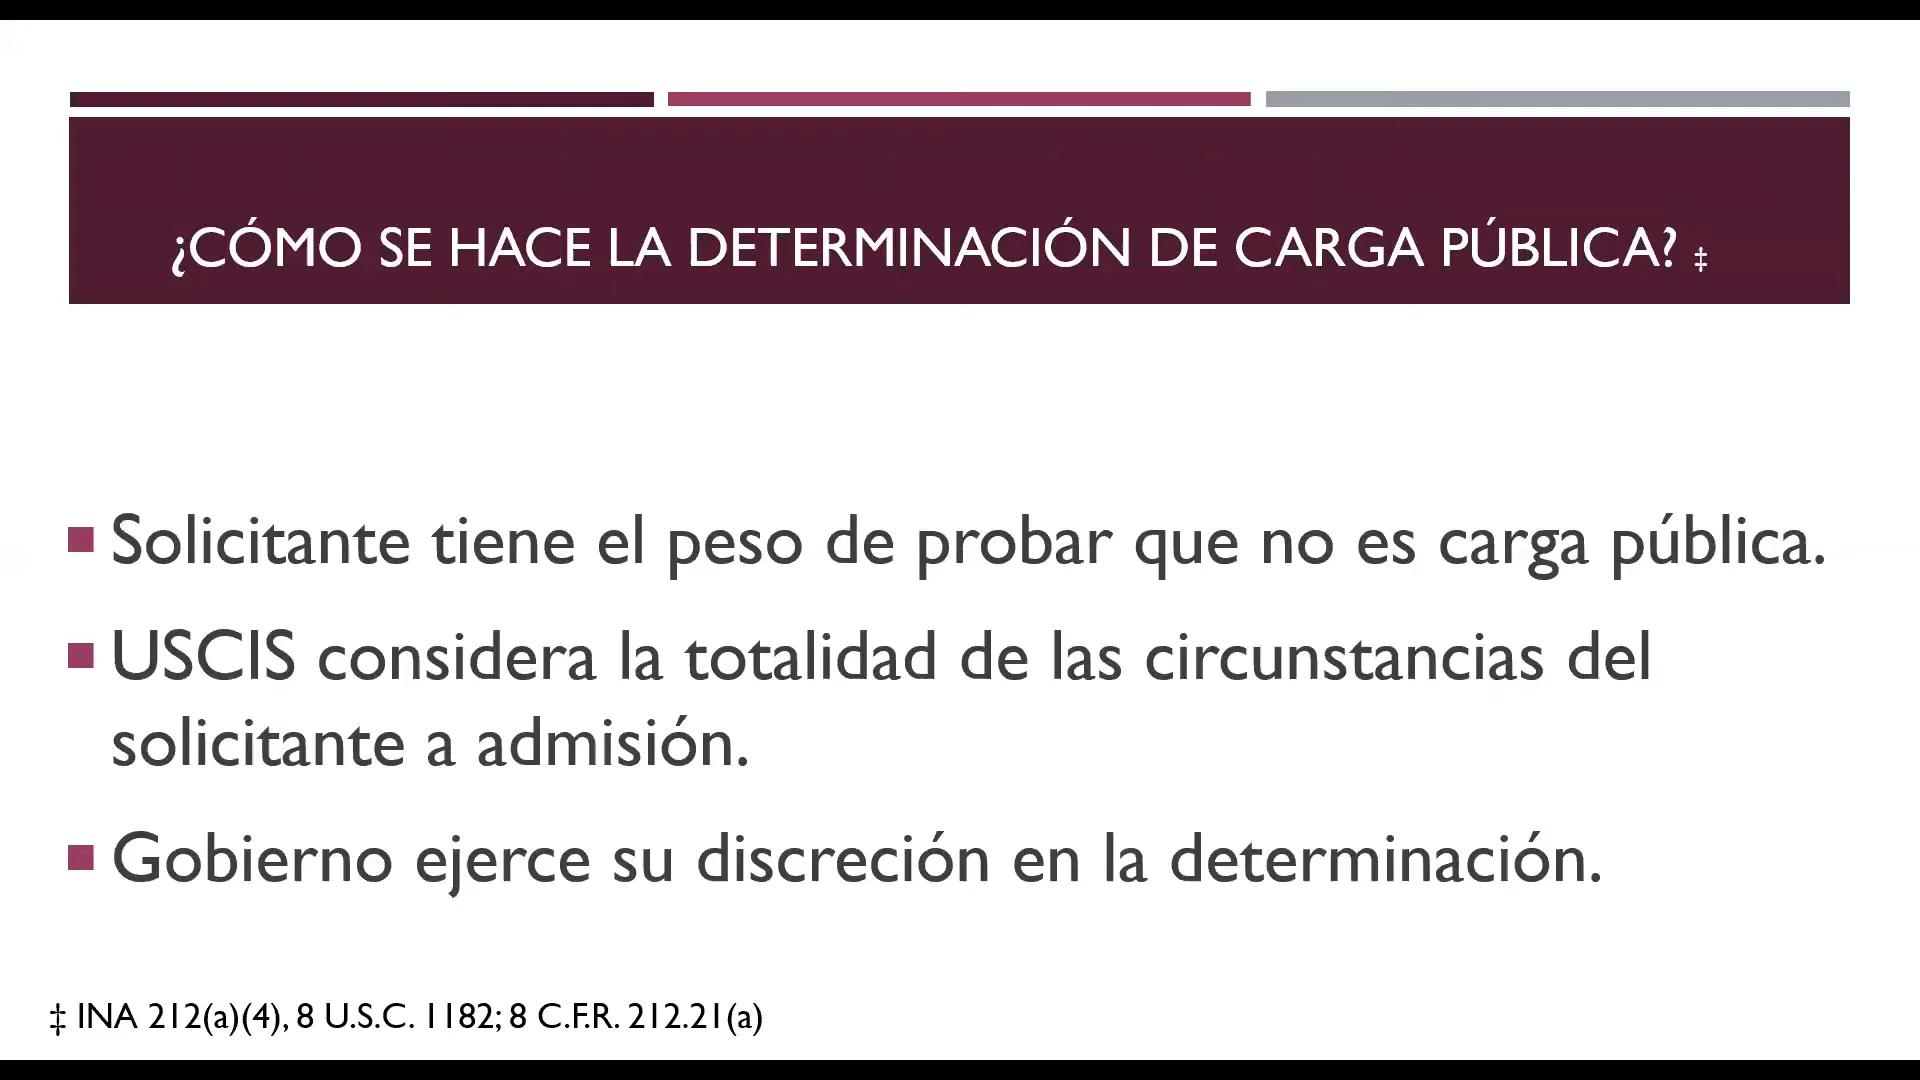 ¿CÓMO SE HACE LA DETERMINACIÓN DE CARGA PÚBLICA? ‡
▪ Solicitante tiene el peso de probar que no es carga pública.
▪ USCIS considera la totalidad de las circunstancias del
solicitante a admisión.
▪ Gobierno ejerce su discreción en la determinación.
‡ INA 212(a)(4), 8 U.S.C. 1182; 8 C.F.R. 212.21(a)